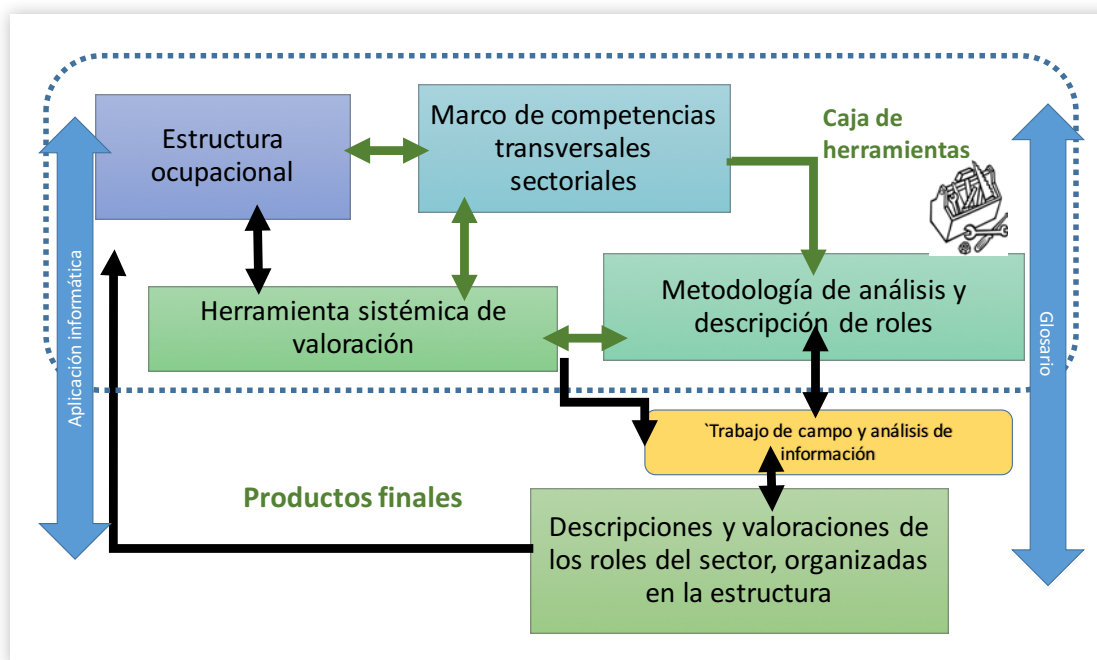 Estructura
ocupacional
Marco de competencias
transversales
sectoriales
Caja de
herramientas
Herramienta sistémica de
valoración
Metodología de análisis y
descripción de roles
Aplicación informática
Glosario
`Trabajo de campo y análisis de
información
Productos finales
Descripciones y valoraciones de
los roles del sector, organizadas
en la estructura